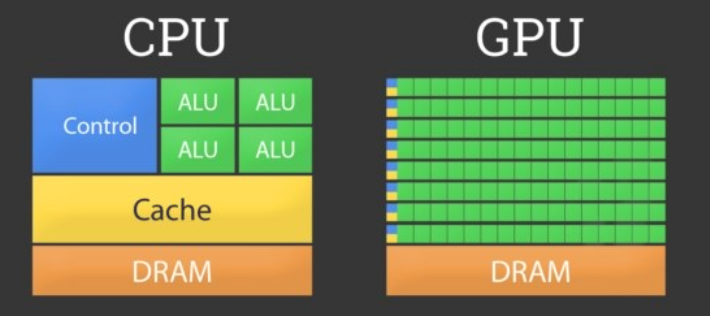 CPU
GPU
Control
ALU ALU
ALU ALU
Cache
DRAM
DRAM